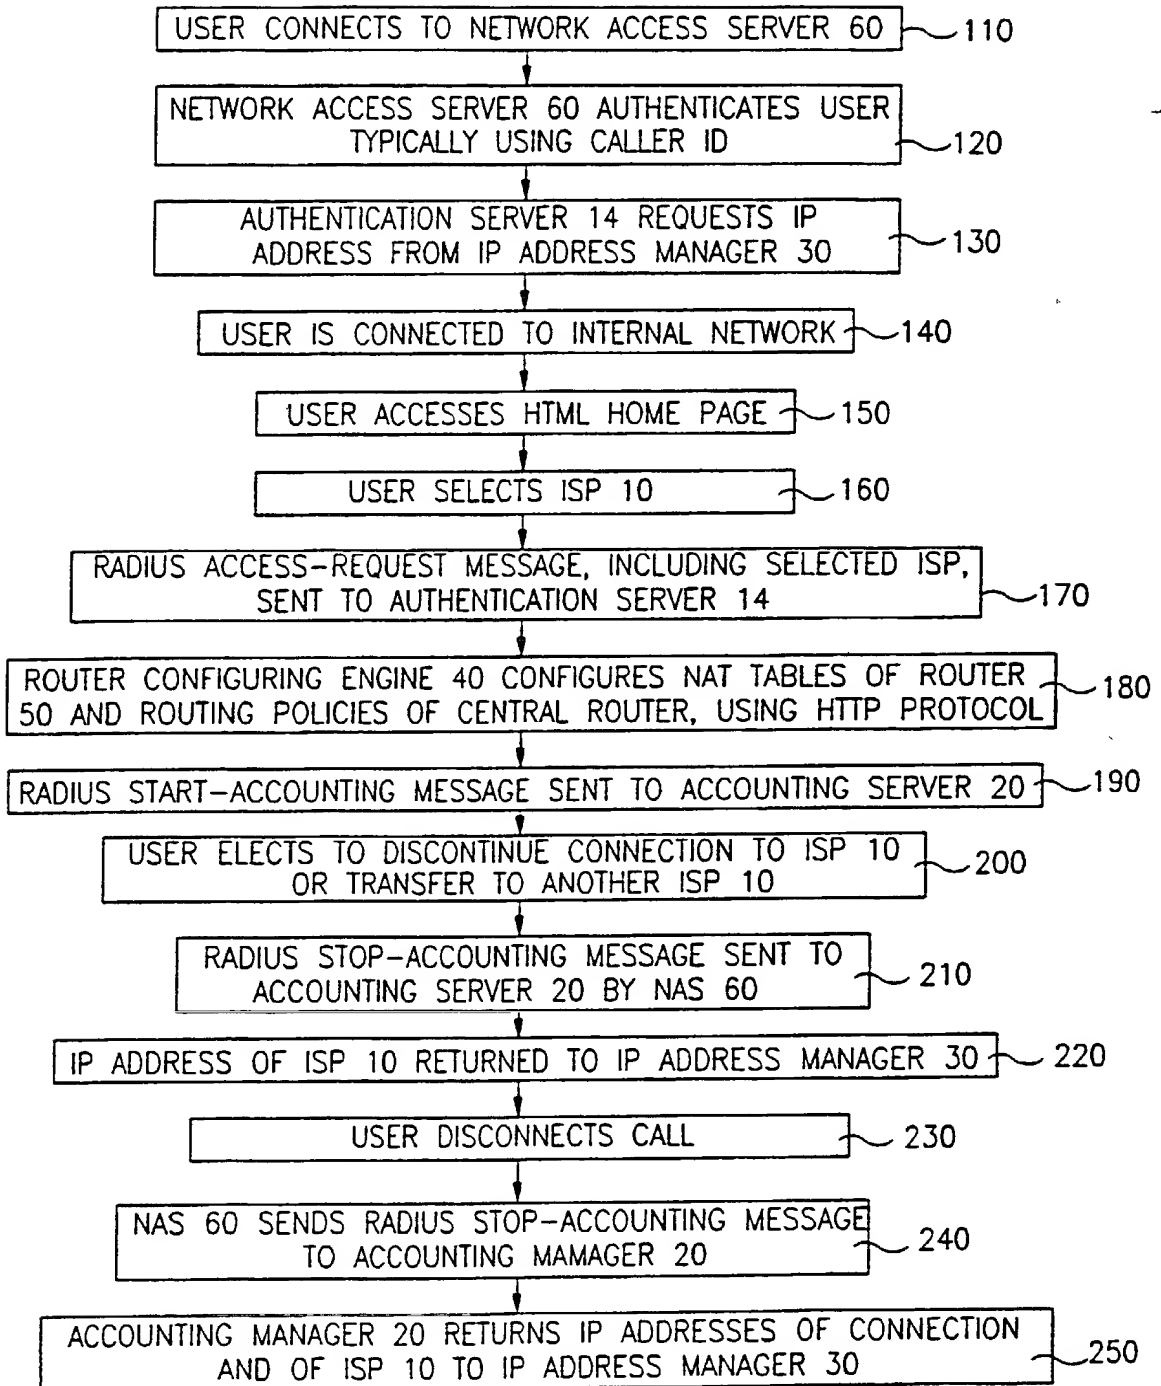 USER CONNECTS TO NETWORK ACCESS SERVER 60
110
NETWORK ACCESS SERVER 60 AUTHENTICATES USER
TYPICALLY USING CALLER ID
120
AUTHENTICATION SERVER 14 REQUESTS IP
ADDRESS FROM IP ADDRESS MANAGER 30
130
USER IS CONNECTED TO INTERNAL NETWORK
140
USER ACCESSES HTML HOME PAGE
150
USER SELECTS ISP 10
160
RADIUS ACCESS-REQUEST MESSAGE, INCLUDING SELECTED ISP,
SENT TO AUTHENTICATION SERVER 14
170
ROUTER CONFIGURING ENGINE 40 CONFIGURES NAT TABLES OF ROUTER
50 AND ROUTING POLICIES OF CENTRAL ROUTER, USING HTTP PROTOCOL
180
RADIUS START-ACCOUNTING MESSAGE SENT TO ACCOUNTING SERVER 20
190
USER ELECTS TO DISCONTINUE CONNECTION TO ISP 10
OR TRANSFER TO ANOTHER ISP 10
200
RADIUS STOP-ACCOUNTING MESSAGE SENT TO
ACCOUNTING SERVER 20 BY NAS 60
210
IP ADDRESS OF ISP 10 RETURNED TO IP ADDRESS MANAGER 30
220
USER DISCONNECTS CALL
230
NAS 60 SENDS RADIUS STOP-ACCOUNTING MESSAGE
TO ACCOUNTING MAMAGER 20
240
ACCOUNTING MANAGER 20 RETURNS IP ADDRESSES OF CONNECTION
AND OF ISP 10 TO IP ADDRESS MANAGER 30
250